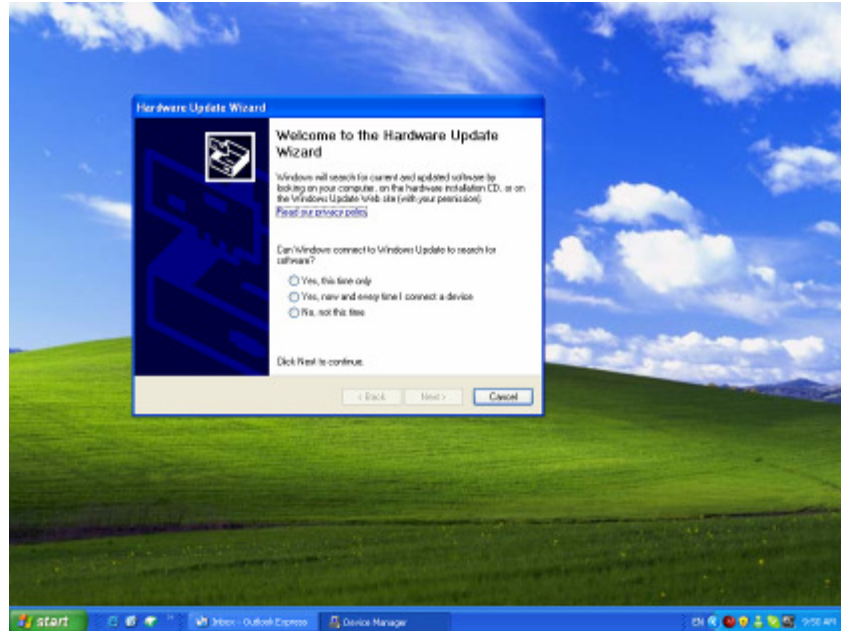 Hardware Update Wizard
Welcome to the Hardware Update
Wizard
Windows will search for current and updated software by
looking on your computer, on the hardware installation CD, or on
the Windows Update Web site (with your permission).
Read our privacy policy
Can Windows connect to Windows Update to search for
software?
Yes, this time only
Yes, now and every time I connect a device
No, not this time
Click Next to continue.
< Back
Next >
Cancel
start
Inbox - Outlook Express
Device Manager
EN
9:50 AM